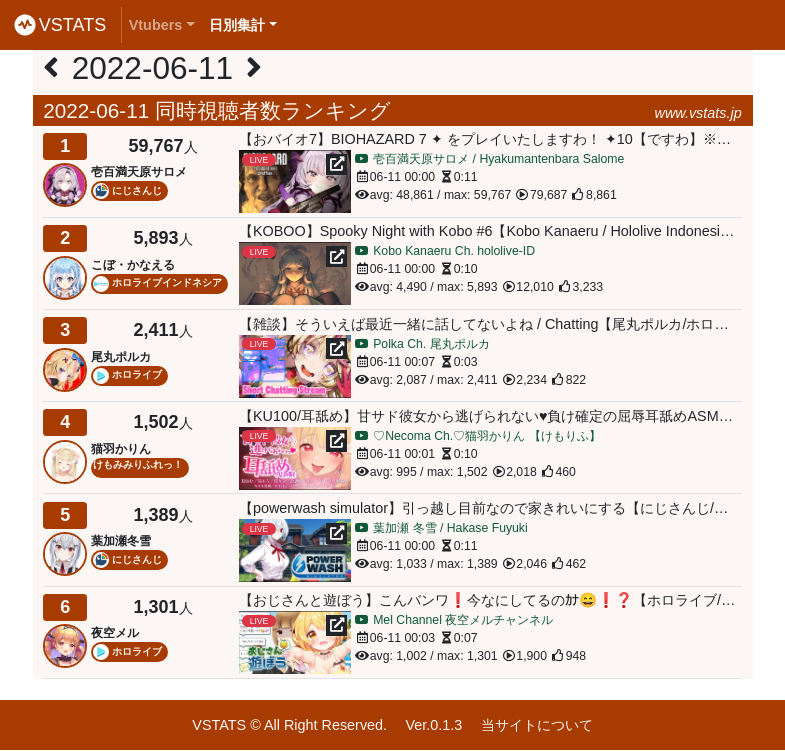 VSTATS Vtubers 日別集計
2022-06-11
2022-06-11 同時視聴者数ランキング www.vstats.jp
1 59,767人
壱百満天原サロメ
にじさんじ
【おバイオ7】BIOHAZARD 7 ✦ をプレイいたしますわ！ ✦10【ですわ】※…
LIVE
壱百満天原サロメ / Hyakumantenbara Salome
06-11 00:00 0:11
avg: 48,861 / max: 59,767 79,687 8,861
2 5,893人
こぼ・かなえる
ホロライブインドネシア
【KOBOO】Spooky Night with Kobo #6【Kobo Kanaeru / Hololive Indonesi…
LIVE
Kobo Kanaeru Ch. hololive-ID
06-11 00:00 0:10
avg: 4,490 / max: 5,893 12,010 3,233
3 2,411人
尾丸ポルカ
ホロライブ
【雑談】そういえば最近一緒に話してないよね / Chatting【尾丸ポルカ/ホロ…
LIVE
Short Chatting Stream
Polka Ch. 尾丸ポルカ
06-11 00:07 0:03
avg: 2,087 / max: 2,411 2,234 822
4 1,502人
猫羽かりん
けもみみりふれっ！
【KU100/耳舐め】甘サド彼女から逃げられない♥負け確定の屈辱耳舐めASM…
LIVE
耳舐め
♡Necoma Ch.♡猫羽かりん 【けもりふ】
06-11 00:01 0:10
avg: 995 / max: 1,502 2,018 460
5 1,389人
葉加瀬冬雪
にじさんじ
【powerwash simulator】引っ越し目前なので家きれいにする【にじさんじ/…
LIVE
POWER
WASH
葉加瀬 冬雪 / Hakase Fuyuki
06-11 00:00 0:11
avg: 1,033 / max: 1,389 2,046 462
6 1,301人
夜空メル
ホロライブ
【おじさんと遊ぼう】こんバンワ❗今なにしてるのｶﾅ😄❗❓【ホロライブ/…
LIVE
おじさん
遊ぼう
Mel Channel 夜空メルチャンネル
06-11 00:03 0:07
avg: 1,002 / max: 1,301 1,900 948
VSTATS © All Right Reserved. Ver.0.1.3 当サイトについて